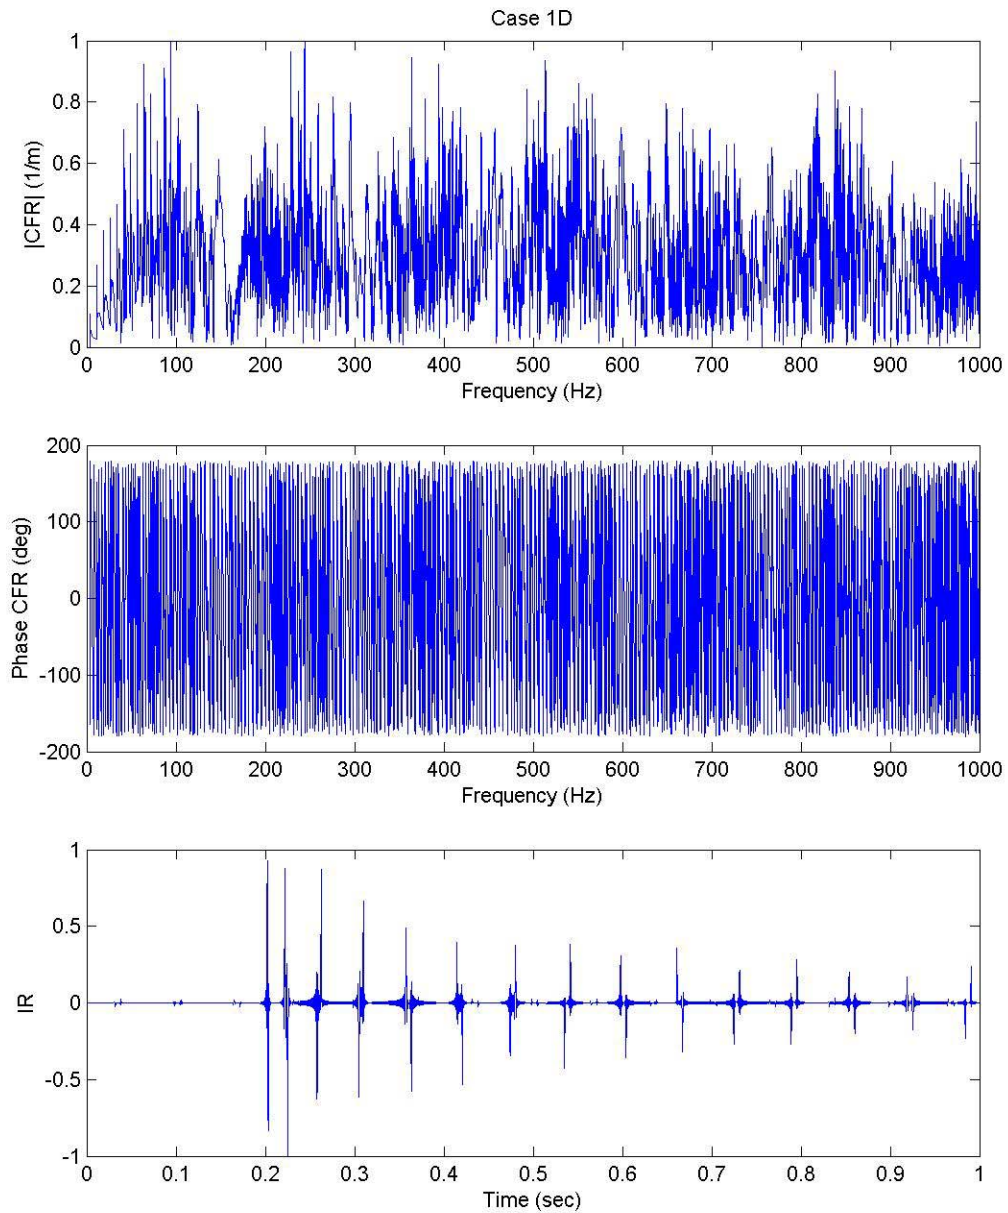 Case 1D
|CFR| (1/m)
1
0.8
0.6
0.4
0.2
0
0 100 200 300 400 500 600 700 800 900 1000
Frequency (Hz)
Phase CFR (deg)
200
100
0
-100
-200
0 100 200 300 400 500 600 700 800 900 1000
Frequency (Hz)
IR
1
0.5
0
-0.5
-1
0 0.1 0.2 0.3 0.4 0.5 0.6 0.7 0.8 0.9 1
Time (sec)